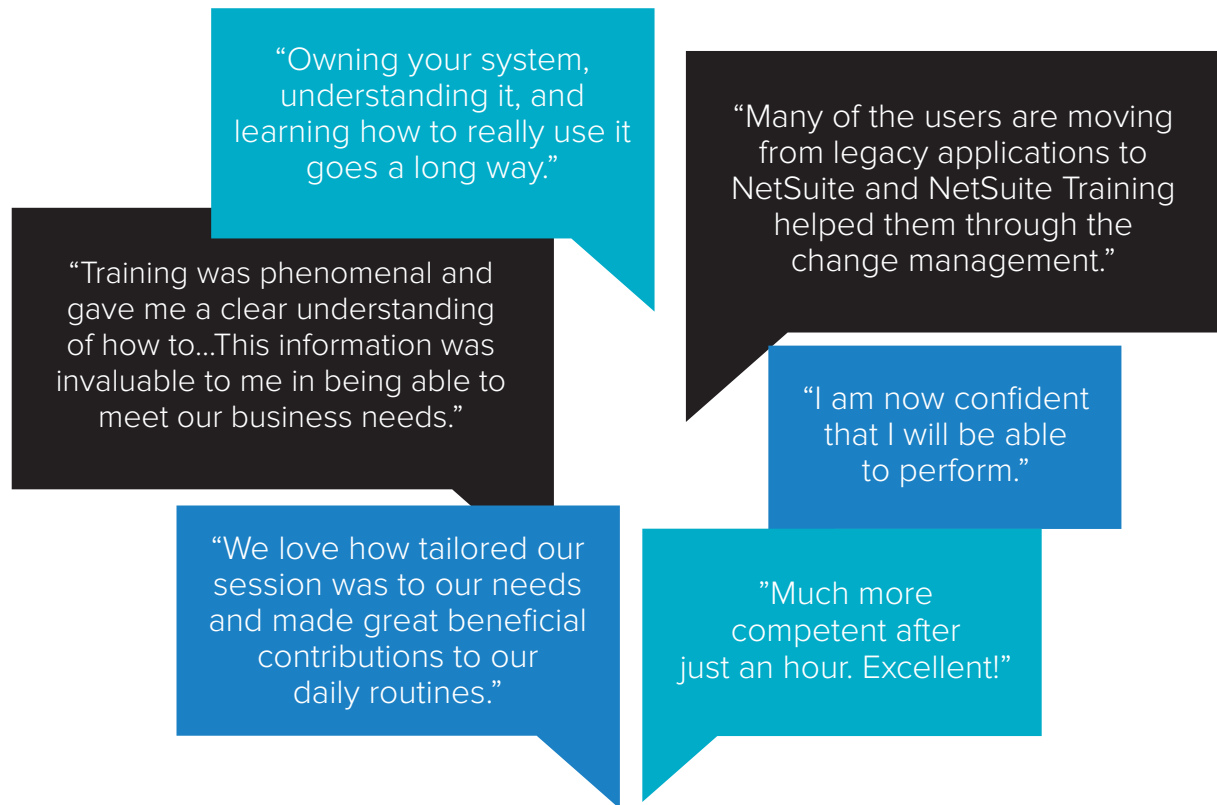 “Owning your system,
understanding it, and
learning how to really use it
goes a long way.”
“Many of the users are moving
from legacy applications to
NetSuite and NetSuite Training
helped them through the
change management.”
“Training was phenomenal and
gave me a clear understanding
of how to...This information was
invaluable to me in being able to
meet our business needs.”
“I am now confident
that I will be able
to perform.”
“We love how tailored our
session was to our needs
and made great beneficial
contributions to our
daily routines.”
”Much more
competent after
just an hour. Excellent!”